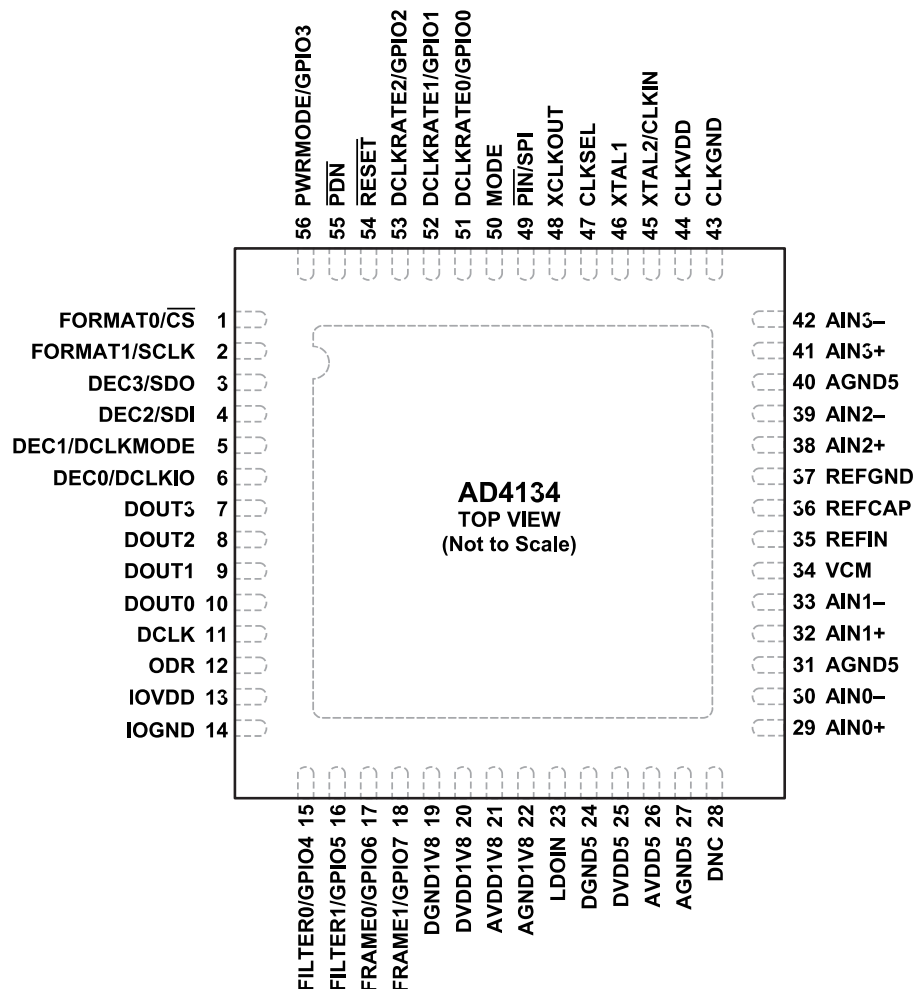 56 PWRMODE/GPIO3
55 PDN
54 RESET
53 DCLKRATE2/GPIO2
52 DCLKRATE1/GPIO1
51 DCLKRATE0/GPIO0
50 MODE
49 PIN/SPI
48 XCLKOUT
47 CLKSEL
46 XTAL1
45 XTAL2/CLKIN
44 CLKVDD
43 CLKGND
FORMAT0/CS 1
FORMAT1/SCLK 2
DEC3/SDO 3
DEC2/SDI 4
DEC1/DCLKMODE 5
DEC0/DCLKIO 6
DOUT3 7
DOUT2 8
DOUT1 9
DOUT0 10
DCLK 11
ODR 12
IOVDD 13
IOGND 14
AD4134
TOP VIEW
(Not to Scale)
42 AIN3–
41 AIN3+
40 AGND5
39 AIN2–
38 AIN2+
37 REFGND
36 REFCAP
35 REFIN
34 VCM
33 AIN1–
32 AIN1+
31 AGND5
30 AIN0–
29 AIN0+
FILTER0/GPIO4 15
FILTER1/GPIO5 16
FRAME0/GPIO6 17
FRAME1/GPIO7 18
DGND1V8 19
DVDD1V8 20
AVDD1V8 21
AGND1V8 22
LDOIN 23
DGND5 24
DVDD5 25
AVDD5 26
AGND5 27
DNC 28